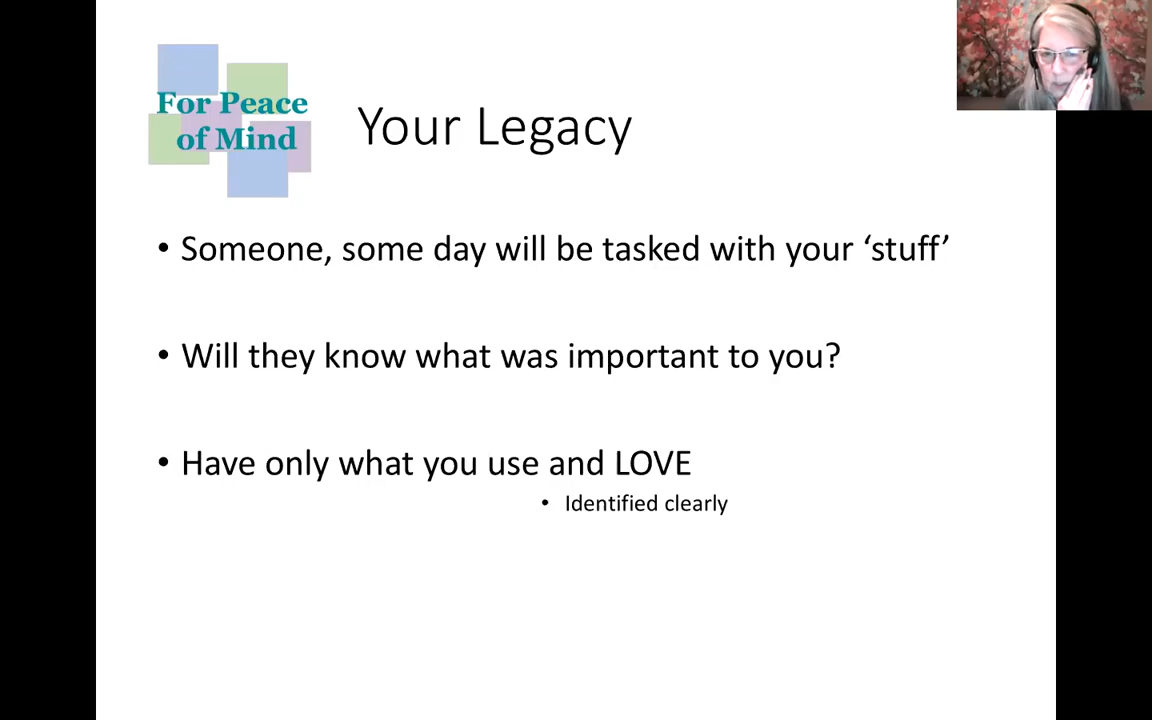 For Peace
of Mind
Your Legacy
• Someone, some day will be tasked with your ‘stuff’
• Will they know what was important to you?
• Have only what you use and LOVE
• Identified clearly